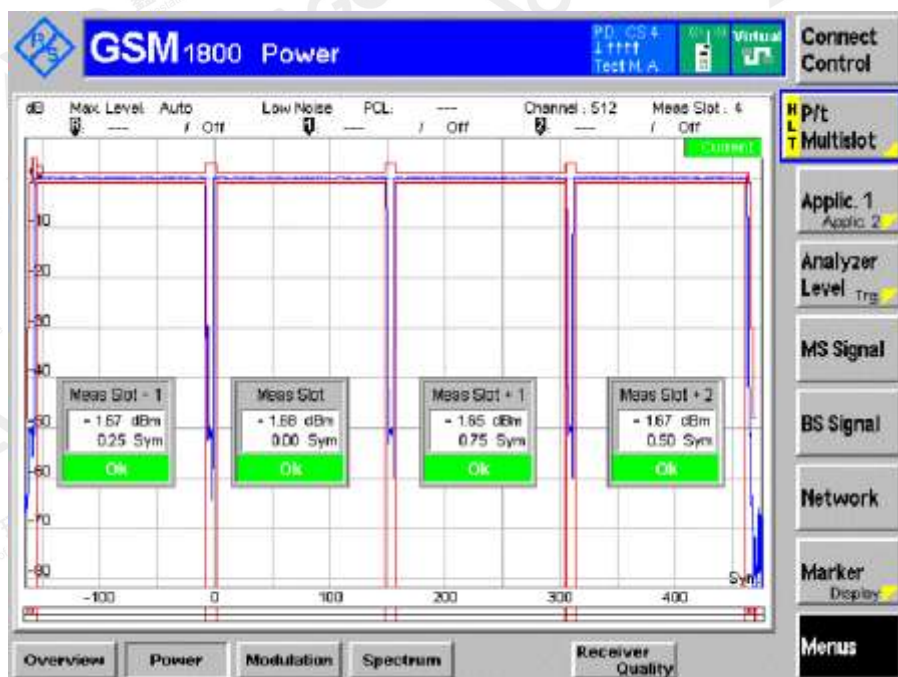 GSM 1800 Power
PD, CS4
Test M. A.
Virtual
Connect Control
dB Max. Level: Auto Low Noise PCL: --- Channel : 512 Meas Slot : 4
--- / Off 1 --- / Off 2 --- / Off
Current
H L T
P/t Multislot
-10
-20
-30
-40
-50
-60
-70
-80
Meas Slot - 1
- 1.67 dBm
0.25 Sym
Ok
Meas Slot
- 1.68 dBm
0.00 Sym
Ok
Meas Slot + 1
- 1.65 dBm
0.75 Sym
Ok
Meas Slot + 2
- 1.67 dBm
0.50 Sym
Ok
Sym
-100 0 100 200 300 400
Applic. 1
Applic. 2
Analyzer Level Trg
MS Signal
BS Signal
Network
Marker
Display
Menus
Overview Power Modulation Spectrum Receiver Quality